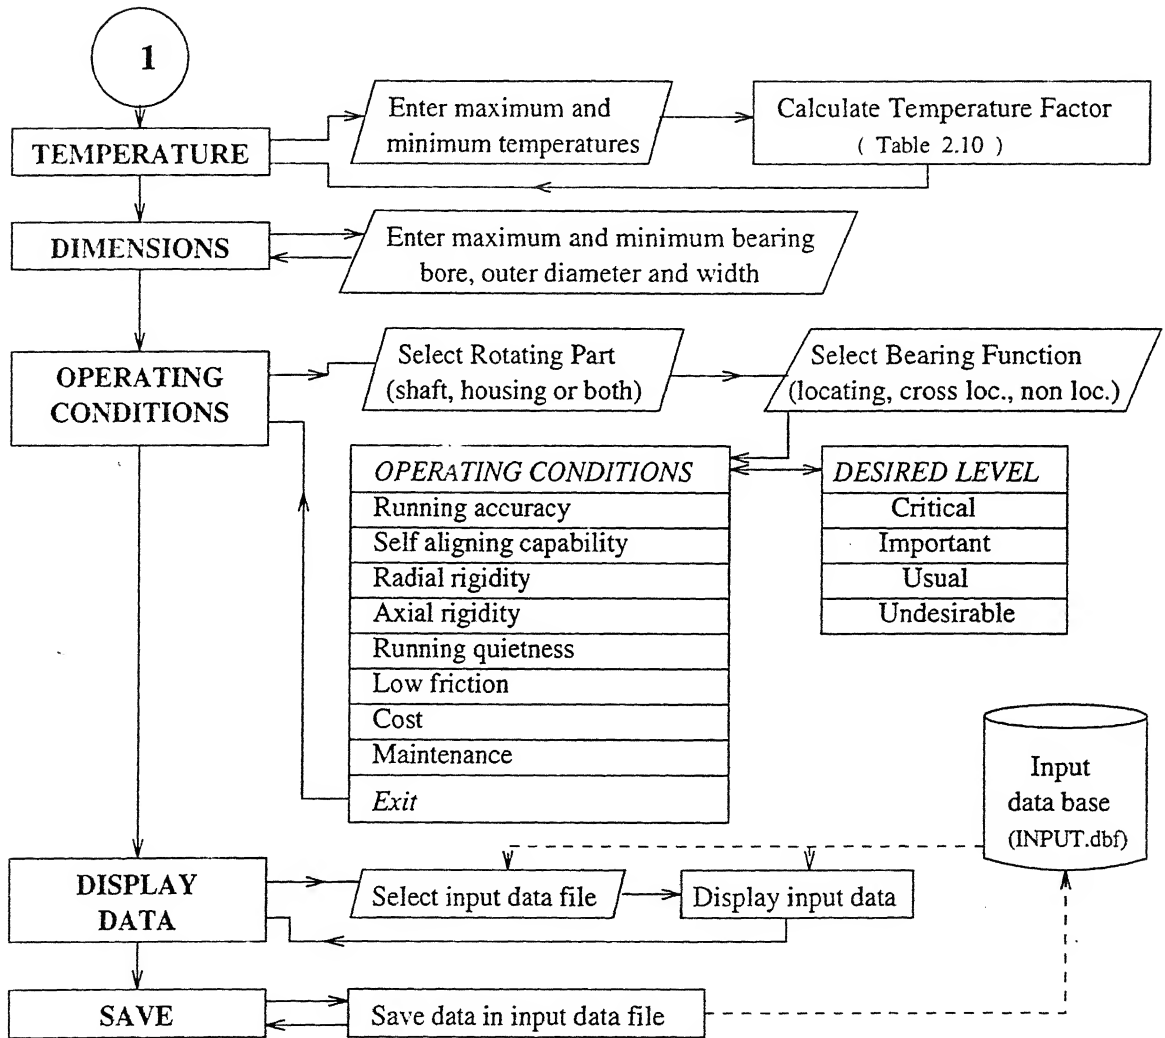 1
Enter maximum and
minimum temperatures
Calculate Temperature Factor
( Table 2.10 )
TEMPERATURE
DIMENSIONS
Enter maximum and minimum bearing
bore, outer diameter and width
OPERATING
CONDITIONS
Select Rotating Part
(shaft, housing or both)
Select Bearing Function
(locating, cross loc., non loc.)
OPERATING CONDITIONS
Running accuracy
Self aligning capability
Radial rigidity
Axial rigidity
Running quietness
Low friction
Cost
Maintenance
Exit
DESIRED LEVEL
Critical
Important
Usual
Undesirable
Input
data base
(INPUT.dbf)
DISPLAY
DATA
Select input data file
Display input data
SAVE
Save data in input data file